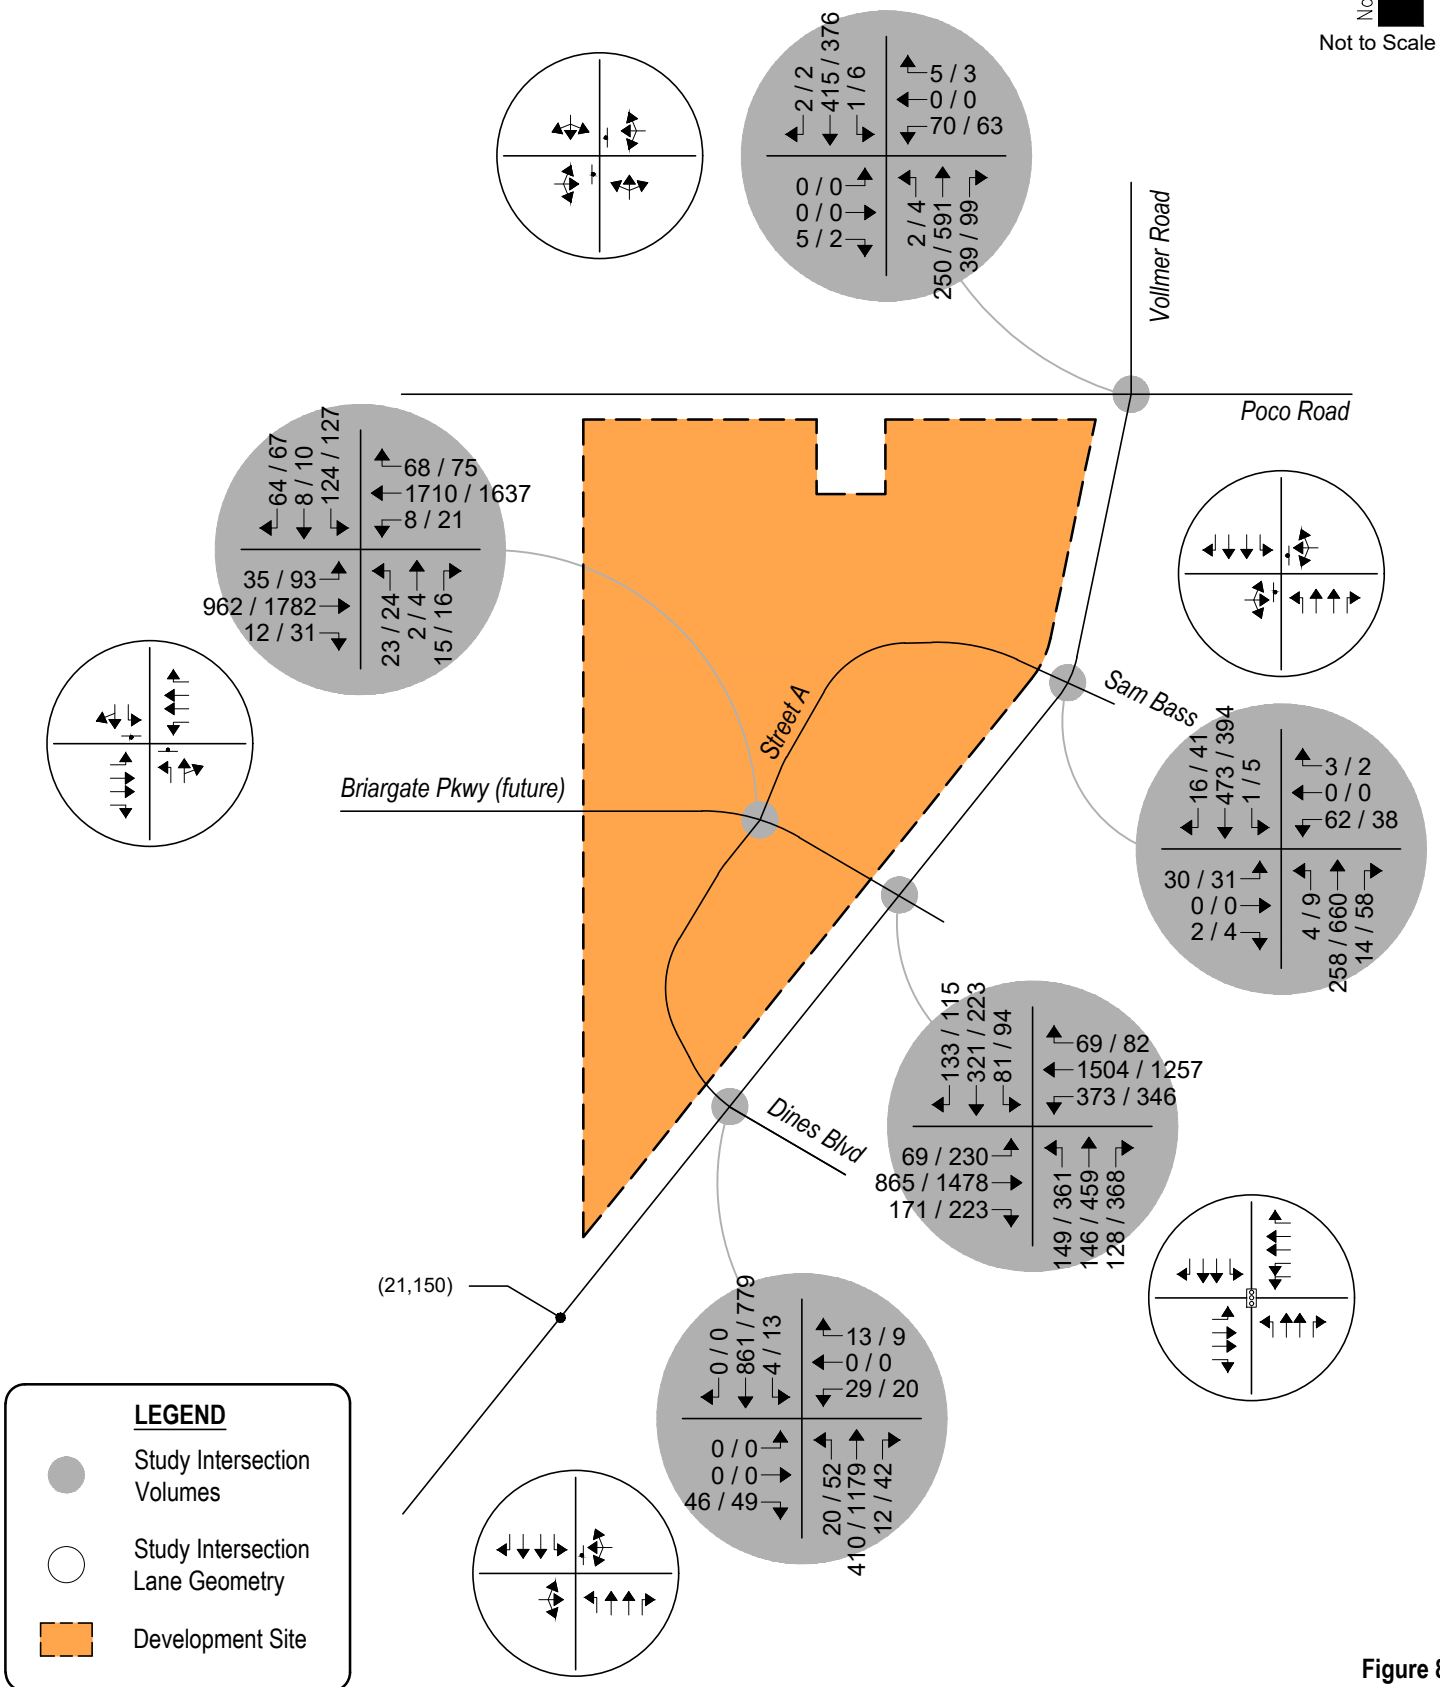 No
Not to Scale
2 / 2
415 / 376
1 / 6
5 / 3
0 / 0
70 / 63
0 / 0
0 / 0
5 / 2
2 / 4
250 / 591
39 / 99
Vollmer Road
Poco Road
64 / 67
8 / 10
124 / 127
68 / 75
1710 / 1637
8 / 21
35 / 93
962 / 1782
12 / 31
23 / 24
2 / 4
15 / 16
Street A
Sam Bass
Briargate Pkwy (future)
16 / 41
473 / 394
1 / 5
3 / 2
0 / 0
62 / 38
30 / 31
0 / 0
2 / 4
4 / 9
258 / 660
14 / 58
133 / 115
321 / 223
81 / 94
69 / 82
1504 / 1257
373 / 346
69 / 230
865 / 1478
171 / 223
149 / 361
146 / 459
128 / 368
Dines Blvd
(21,150)
0 / 0
861 / 779
4 / 13
13 / 9
0 / 0
29 / 20
0 / 0
0 / 0
46 / 49
20 / 52
410 / 1179
12 / 42
LEGEND
Study Intersection
Volumes
Study Intersection
Lane Geometry
Development Site
Figure 8